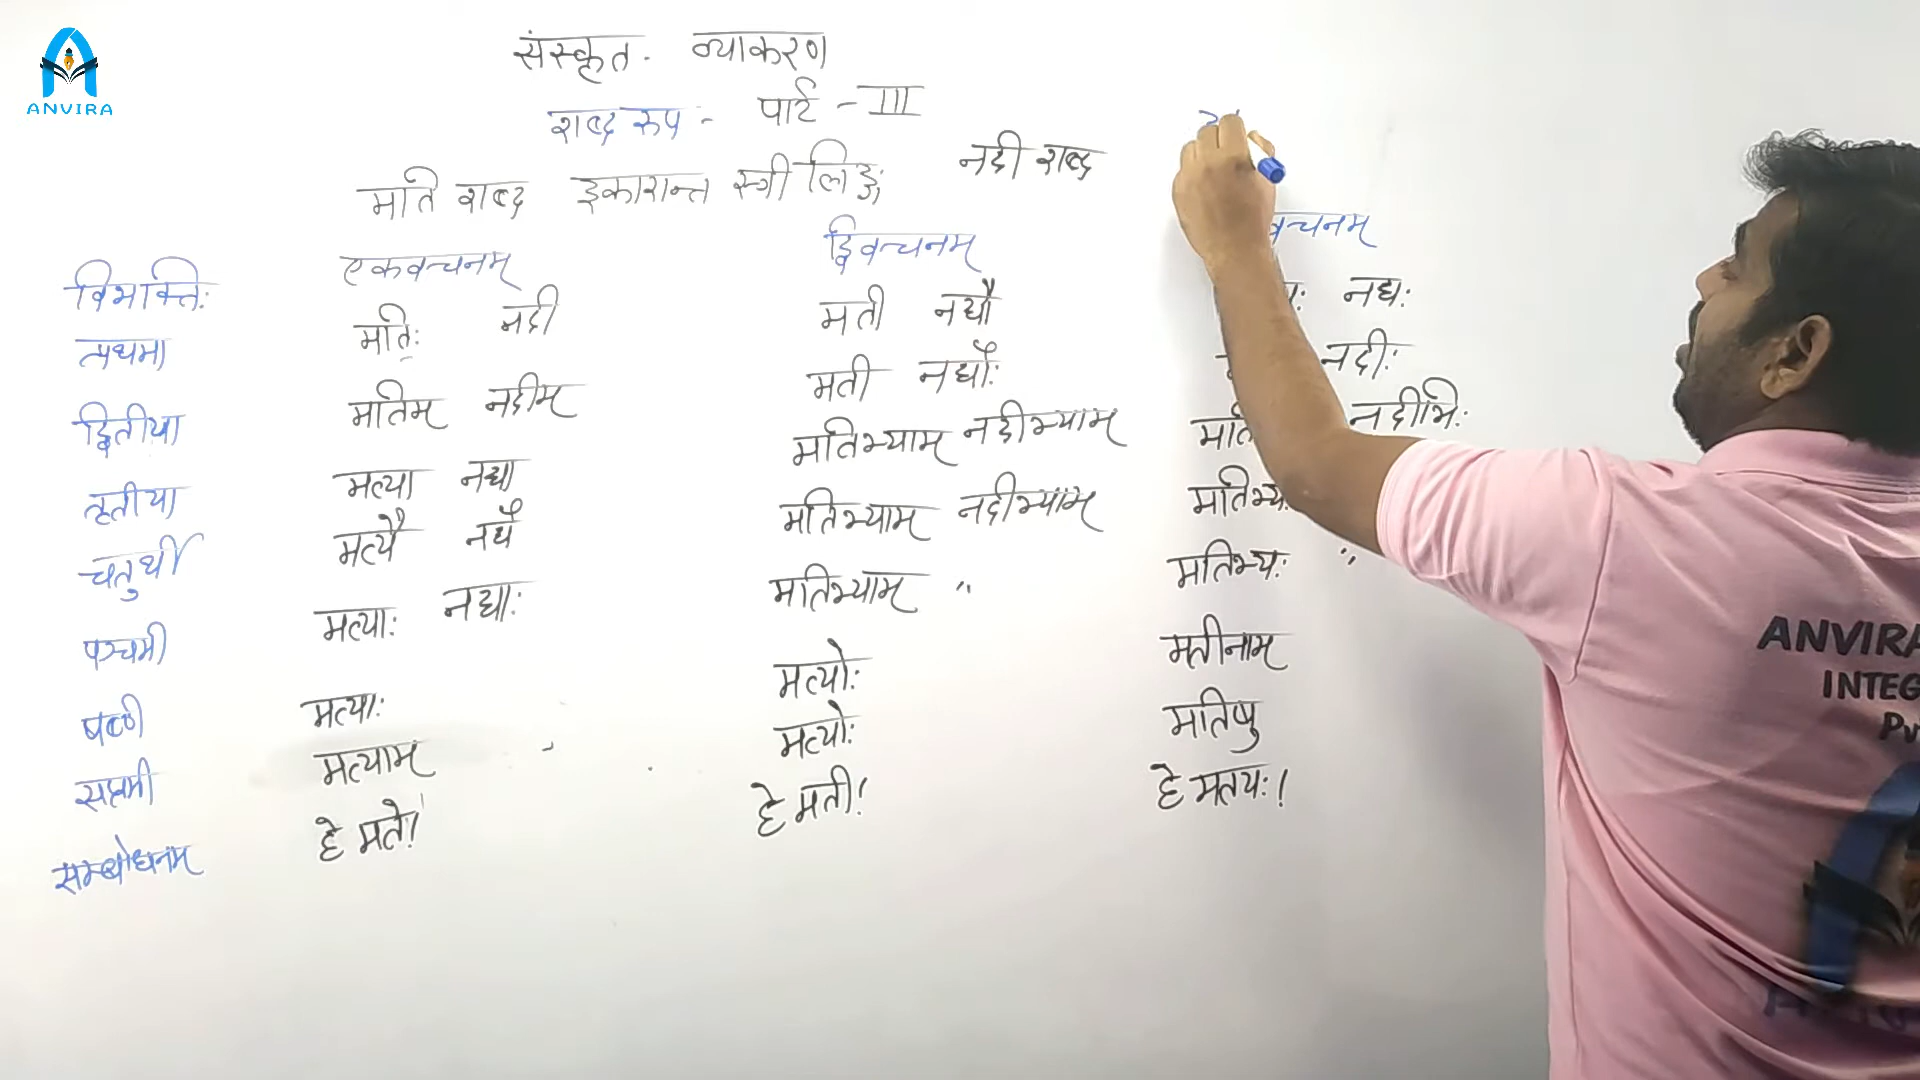 ANVIRA
संस्कृत - व्याकरण
शब्द रुप - पार्ट - III
मति शब्द इकारान्त स्त्रीलिङ्ग नदी शब्द
विभक्तिः एकवचनम् द्विवचनम् वचनम्
प्रथमा मतिः नदी मती नद्यौ नद्यः
द्वितीया मतिम् नदीम् मती नद्यौः नदीः
तृतीया मत्या नद्या मतिभ्याम् नदीभ्याम् नदीभिः
चतुर्थी मत्यै नद्यै मतिभ्याम् नदीभ्याम्
पञ्चमी मत्याः नद्याः मतिभ्याम् " मतिभ्यः "
षष्ठी मत्याः मत्योः मतीनाम्
सप्तमी मत्याम् मत्योः मतिषु
सम्बोधनम् हे मते! हे मती! हे मतयः!
ANVIRA
INTEG